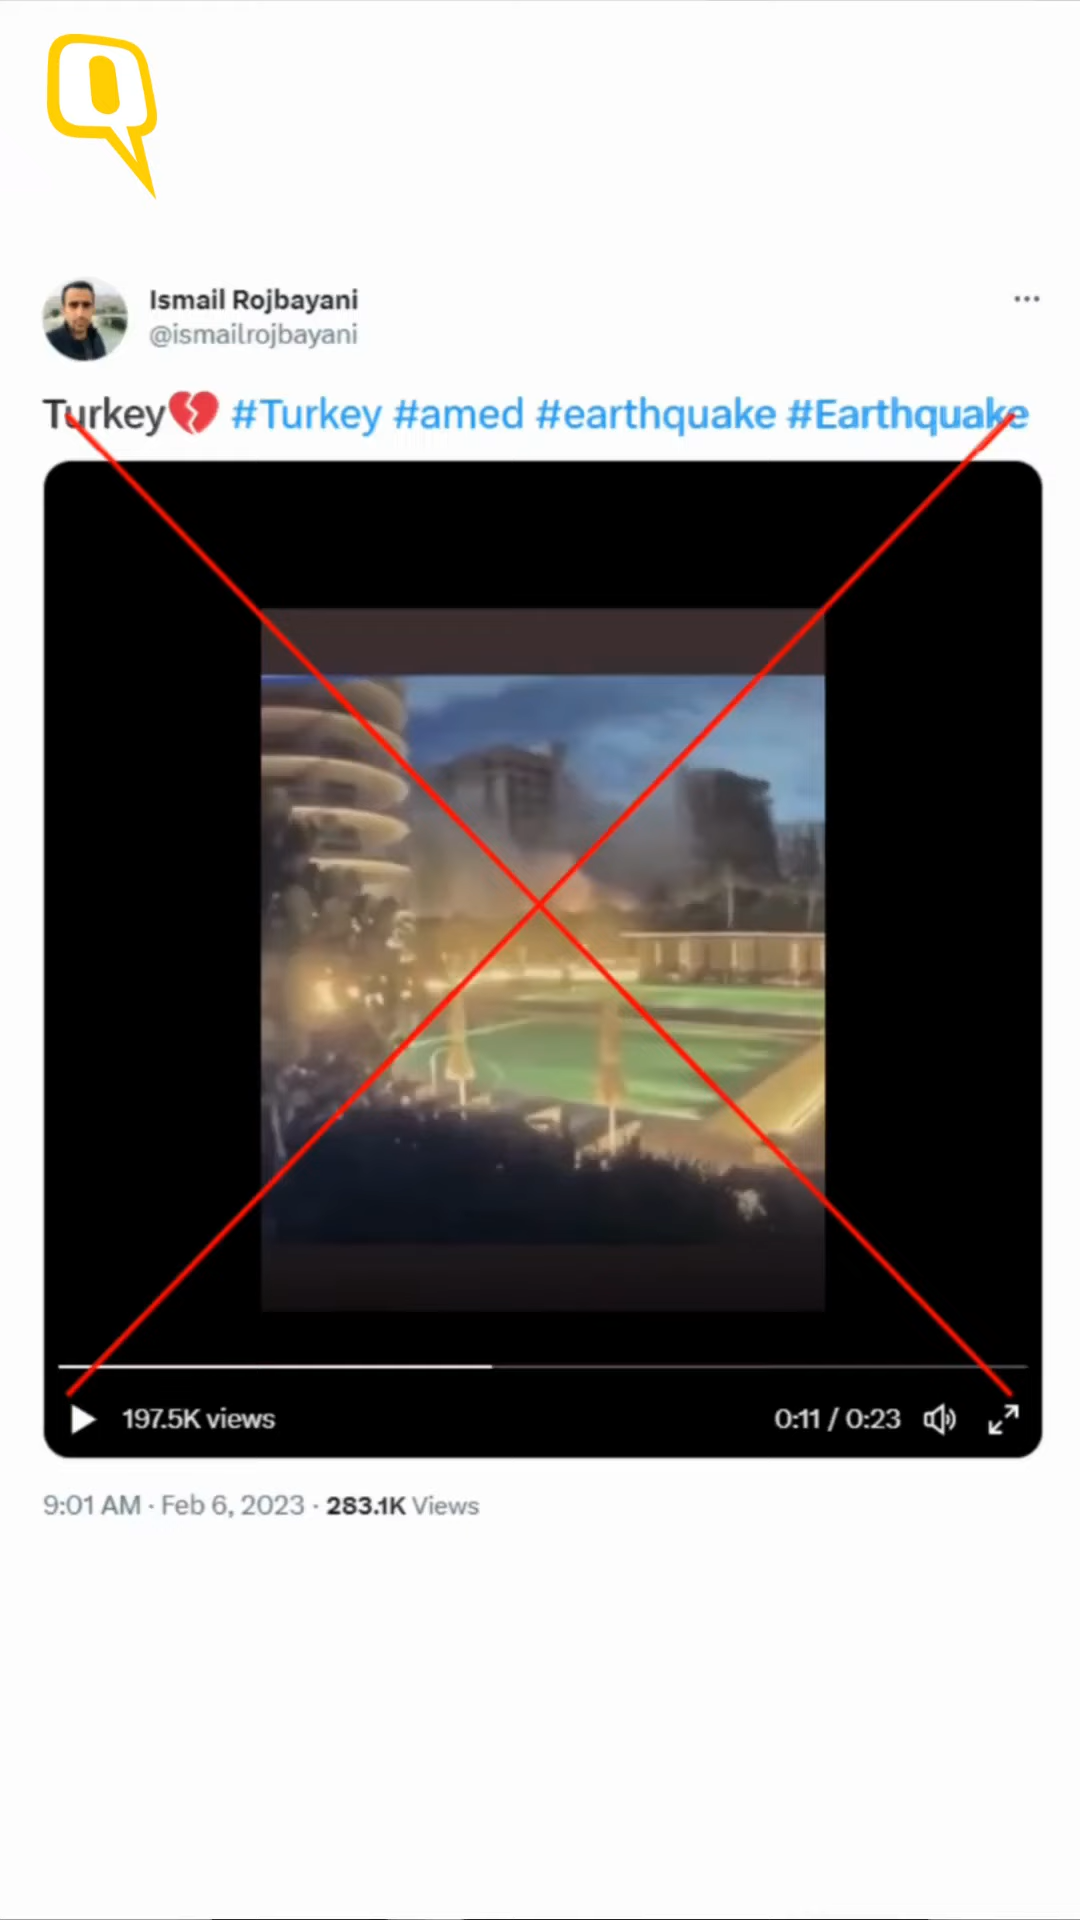 Q
Ismail Rojbayani
@ismailrojbayani
Turkey💔 #Turkey #amed #earthquake #Earthquake
197.5K views
0:11 / 0:23
9:01 AM · Feb 6, 2023 · 283.1K Views